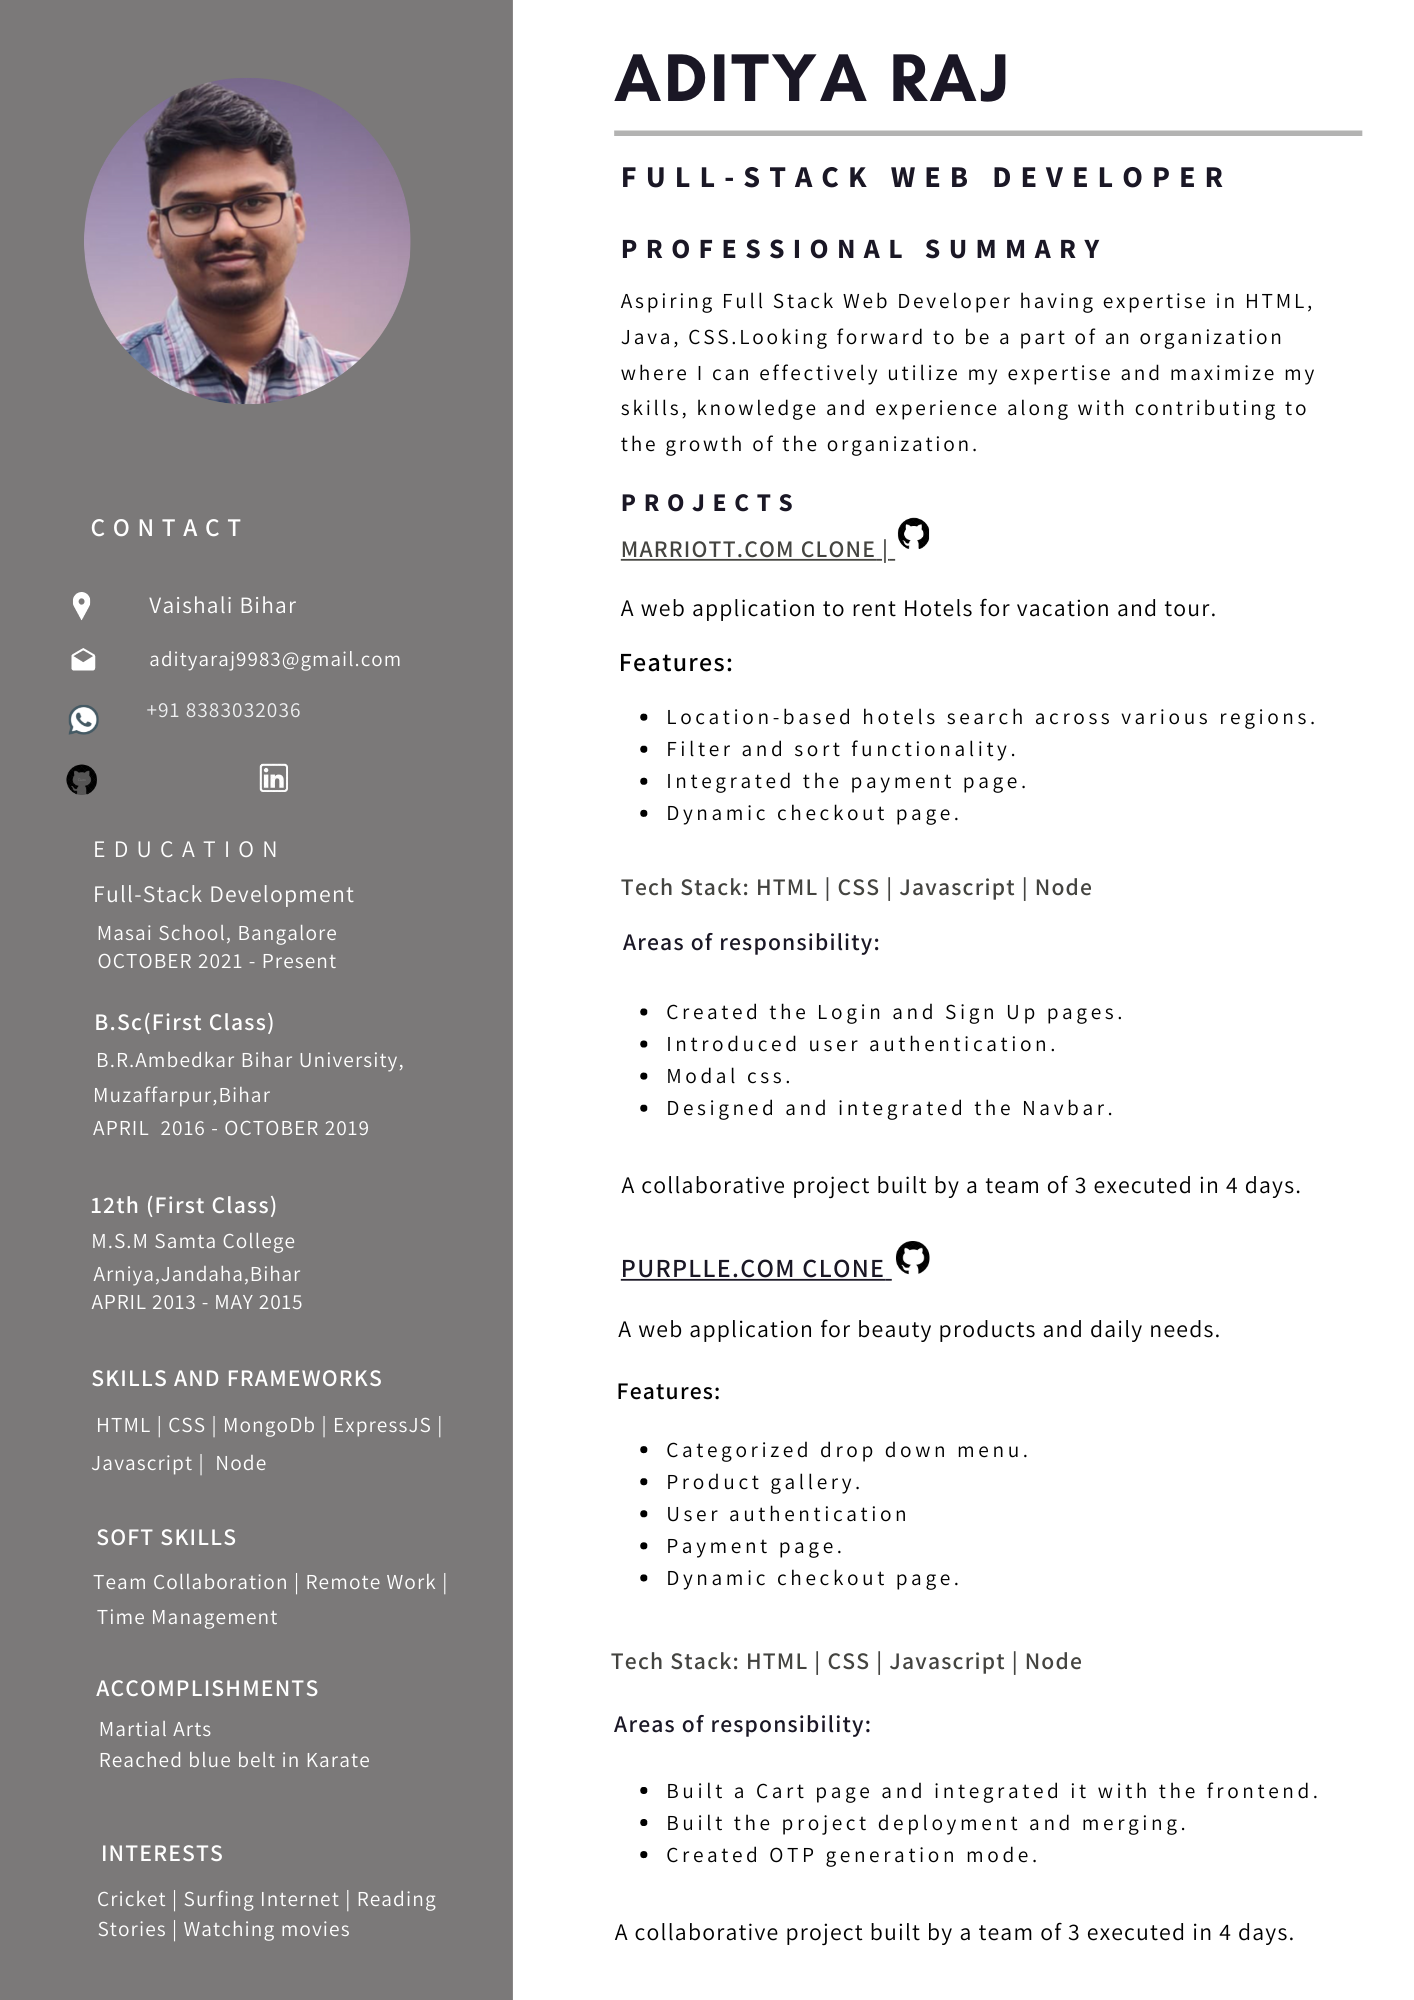 CONTACT
Vaishali Bihar
adityaraj9983@gmail.com
+91 8383032036
in
EDUCATION
Full-Stack Development
Masai School, Bangalore
OCTOBER 2021 - Present
B.Sc(First Class)
B.R.Ambedkar Bihar University,
Muzaffarpur,Bihar
APRIL  2016 - OCTOBER 2019
12th (First Class)
M.S.M Samta College
Arniya,Jandaha,Bihar
APRIL 2013 - MAY 2015
SKILLS AND FRAMEWORKS
HTML | CSS | MongoDb | ExpressJS |
Javascript |  Node
SOFT SKILLS
Team Collaboration | Remote Work |
Time Management
ACCOMPLISHMENTS
Martial Arts
Reached blue belt in Karate
INTERESTS
Cricket | Surfing Internet | Reading
Stories | Watching movies
ADITYA RAJ
FULL-STACK WEB DEVELOPER
PROFESSIONAL SUMMARY
Aspiring Full Stack Web Developer having expertise in HTML,
Java, CSS.Looking forward to be a part of an organization
where I can effectively utilize my expertise and maximize my
skills, knowledge and experience along with contributing to
the growth of the organization.
PROJECTS
MARRIOTT.COM CLONE |
A web application to rent Hotels for vacation and tour.
Features:
• Location-based hotels search across various regions.
• Filter and sort functionality.
• Integrated the payment page.
• Dynamic checkout page.
Tech Stack: HTML | CSS | Javascript | Node
Areas of responsibility:
• Created the Login and Sign Up pages.
• Introduced user authentication.
• Modal css.
• Designed and integrated the Navbar.
A collaborative project built by a team of 3 executed in 4 days.
PURPLLE.COM CLONE
A web application for beauty products and daily needs.
Features:
• Categorized drop down menu.
• Product gallery.
• User authentication
• Payment page.
• Dynamic checkout page.
Tech Stack: HTML | CSS | Javascript | Node
Areas of responsibility:
• Built a Cart page and integrated it with the frontend.
• Built the project deployment and merging.
• Created OTP generation mode.
A collaborative project built by a team of 3 executed in 4 days.